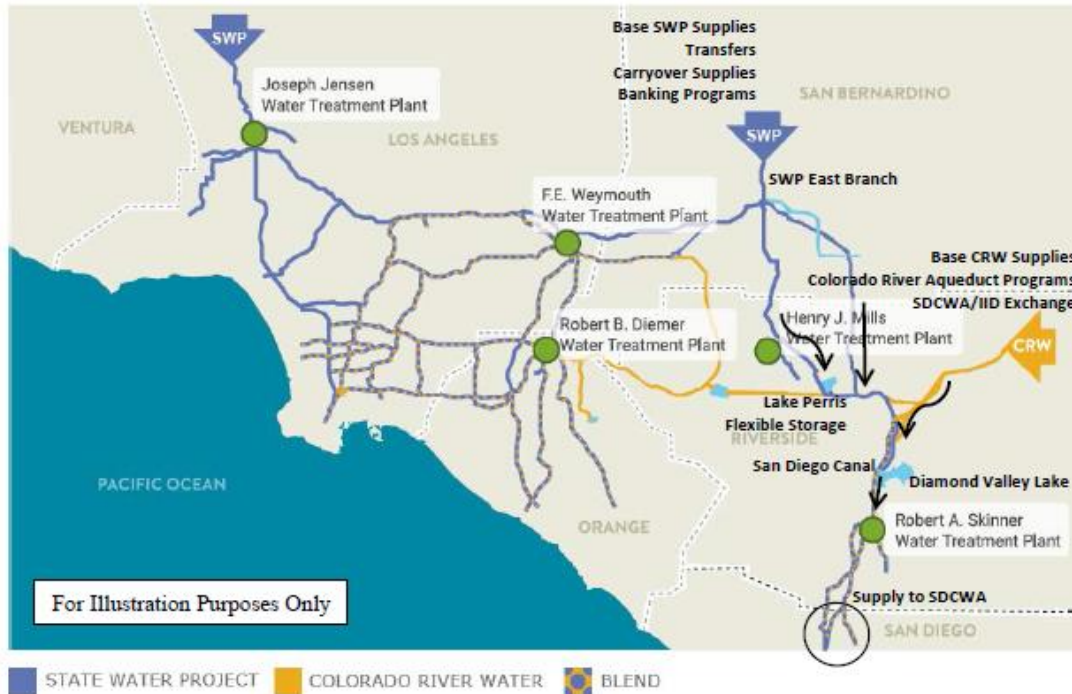 SWP
Joseph Jensen
Water Treatment Plant
VENTURA
LOS ANGELES
Base SWP Supplies
Transfers
Carryover Supplies
Banking Programs
SAN BERNARDINO
SWP
SWP East Branch
F.E. Weymouth
Water Treatment Plant
Base CRW Supplies
Colorado River Aqueduct Programs
SDCWA/IID Exchange
CRW
Henry J. Mills
Water Treatment Plant
Robert B. Diemer
Water Treatment Plant
Lake Perris
Flexible Storage
RIVERSIDE
San Diego Canal
Diamond Valley Lake
PACIFIC OCEAN
ORANGE
Robert A. Skinner
Water Treatment Plant
Supply to SDCWA
SAN DIEGO
For Illustration Purposes Only
STATE WATER PROJECT
COLORADO RIVER WATER
BLEND